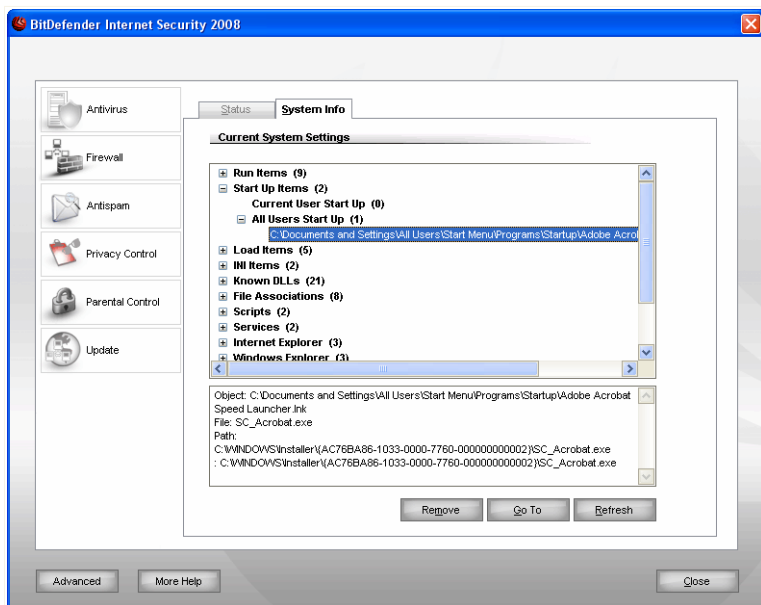 BitDefender Internet Security 2008
Antivirus
Firewall
Antispam
Privacy Control
Parental Control
Update
Status
System Info
Current System Settings
Run Items (9)
Start Up Items (2)
Current User Start Up (0)
All Users Start Up (1)
C:\Documents and Settings\All Users\Start Menu\Programs\Startup\Adobe Acrol
Load Items (5)
INI Items (2)
Known DLLs (21)
File Associations (8)
Scripts (2)
Services (2)
Internet Explorer (3)
Windows Explorer (3)
Object: C:\Documents and Settings\All Users\Start Menu\Programs\Startup\Adobe Acrobat
Speed Launcher.lnk
File: SC_Acrobat.exe
Path:
C:\WINDOWS\Installer\{AC76BA86-1033-0000-7760-000000000002}\SC_Acrobat.exe
: C:\WINDOWS\Installer\{AC76BA86-1033-0000-7760-000000000002}\SC_Acrobat.exe
Remove
Go To
Refresh
Advanced
More Help
Close